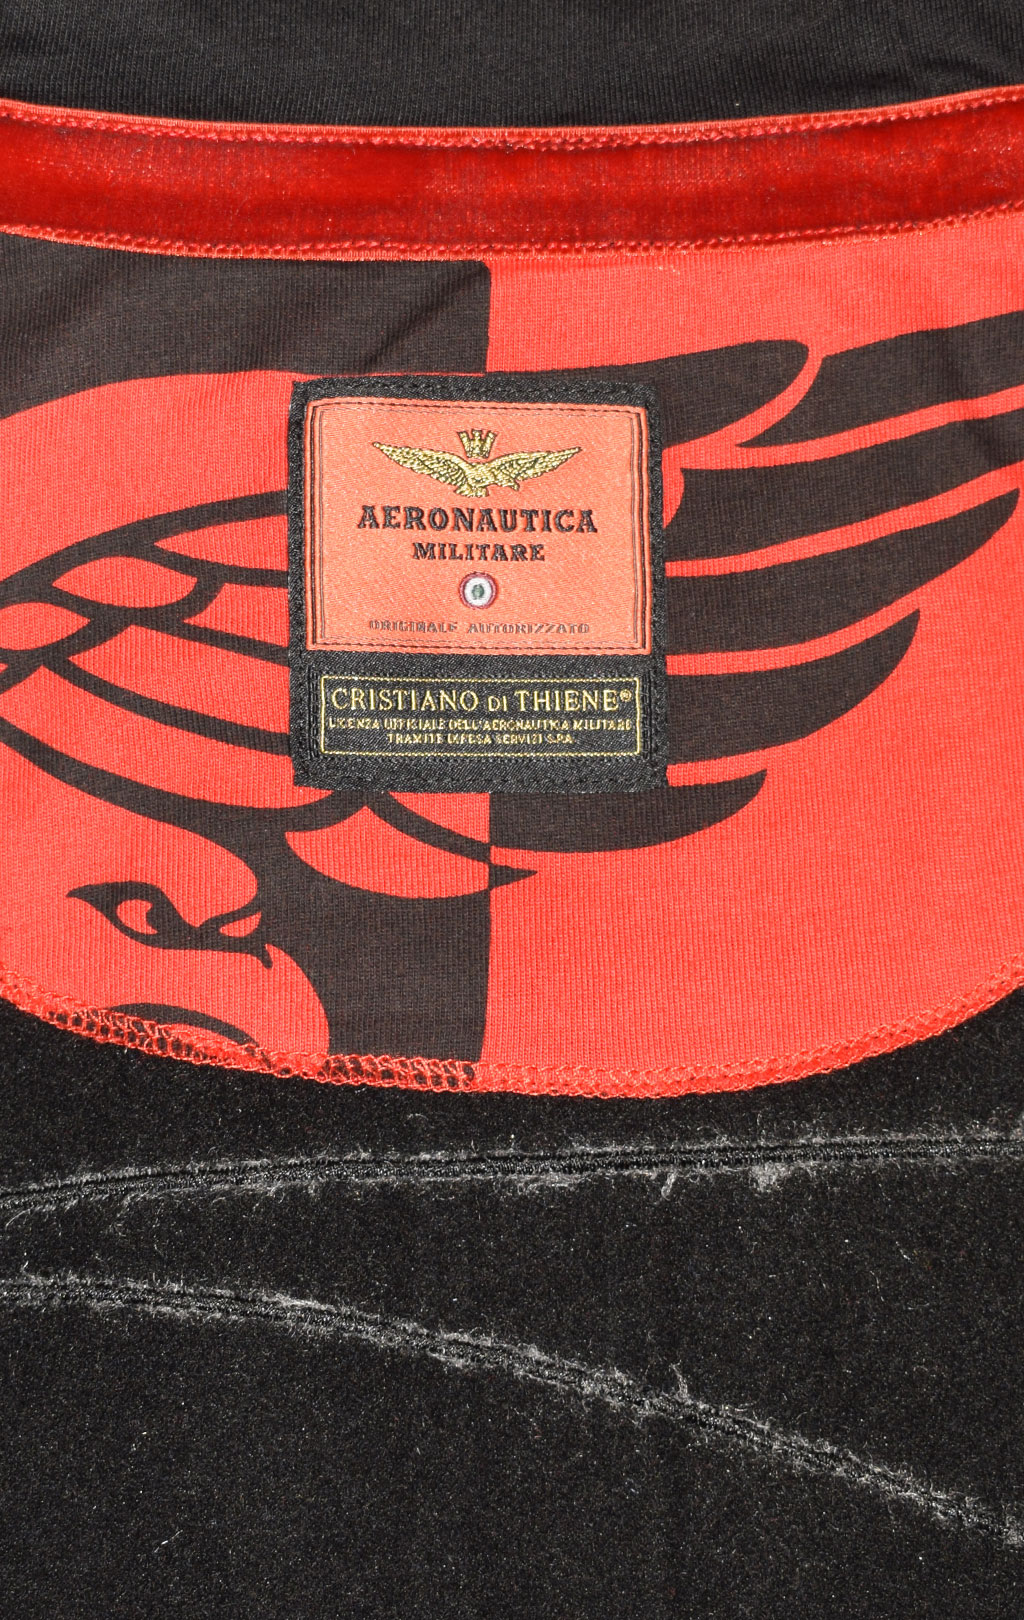 AERONAUTICA
MILITARE
ORIGINALE AUTORIZZATO
CRISTIANO DI THIENE®
LICENZA UFFICIALE DELL'AERONAUTICA MILITARE
TRAMITE DIFESA SERVIZI S.P.A.